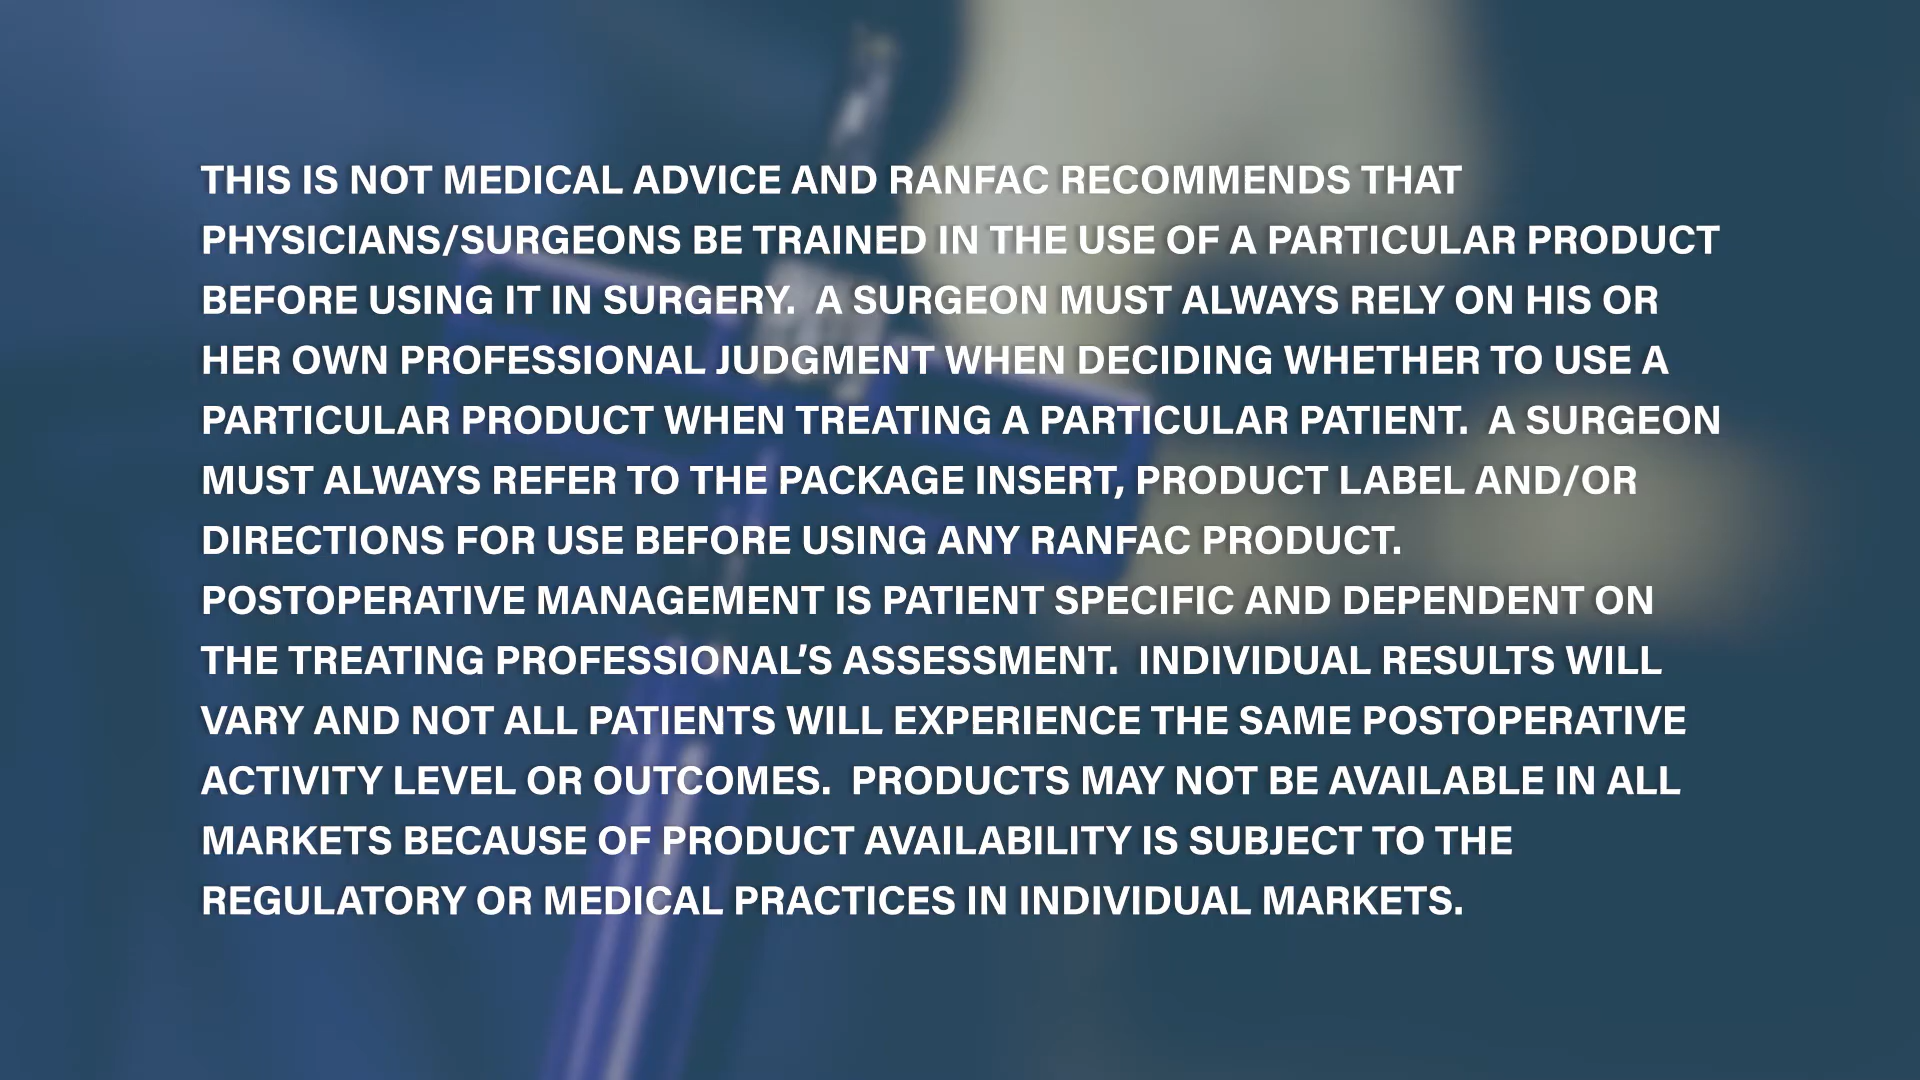 THIS IS NOT MEDICAL ADVICE AND RANFAC RECOMMENDS THAT
PHYSICIANS/SURGEONS BE TRAINED IN THE USE OF A PARTICULAR PRODUCT
BEFORE USING IT IN SURGERY.  A SURGEON MUST ALWAYS RELY ON HIS OR
HER OWN PROFESSIONAL JUDGMENT WHEN DECIDING WHETHER TO USE A
PARTICULAR PRODUCT WHEN TREATING A PARTICULAR PATIENT.  A SURGEON
MUST ALWAYS REFER TO THE PACKAGE INSERT, PRODUCT LABEL AND/OR
DIRECTIONS FOR USE BEFORE USING ANY RANFAC PRODUCT.
POSTOPERATIVE MANAGEMENT IS PATIENT SPECIFIC AND DEPENDENT ON
THE TREATING PROFESSIONAL’S ASSESSMENT.  INDIVIDUAL RESULTS WILL
VARY AND NOT ALL PATIENTS WILL EXPERIENCE THE SAME POSTOPERATIVE
ACTIVITY LEVEL OR OUTCOMES.  PRODUCTS MAY NOT BE AVAILABLE IN ALL
MARKETS BECAUSE OF PRODUCT AVAILABILITY IS SUBJECT TO THE
REGULATORY OR MEDICAL PRACTICES IN INDIVIDUAL MARKETS.